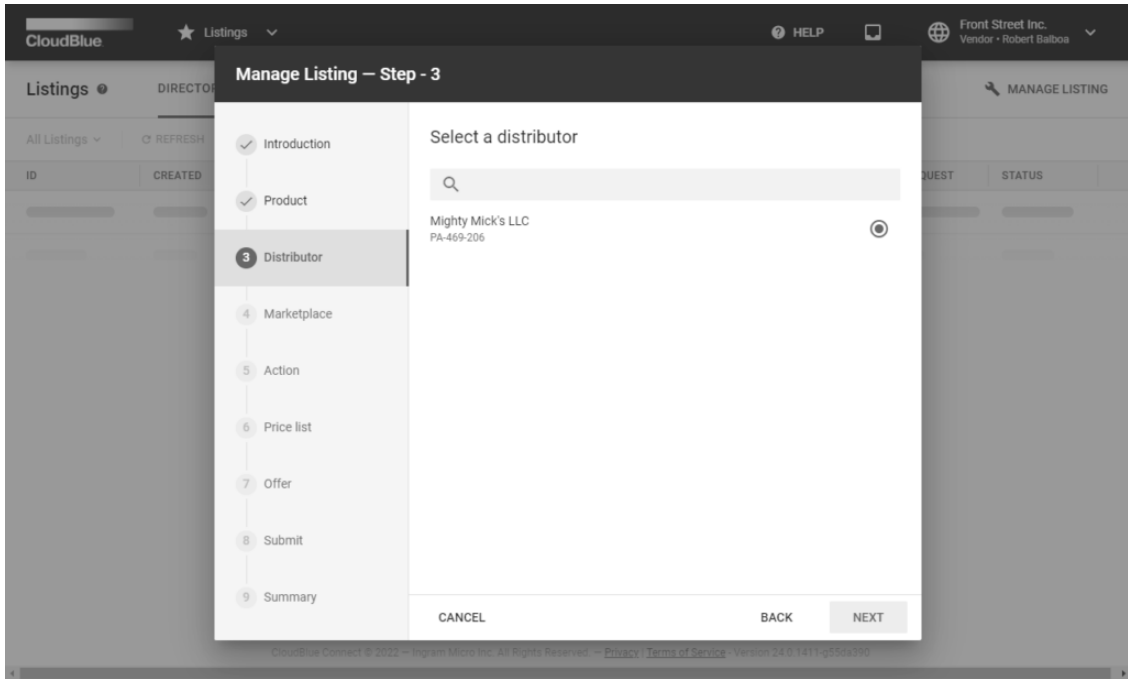 CloudBlue
Listings
HELP
Front Street Inc.
Vendor • Robert Balboa
Manage Listing — Step - 3
Listings
MANAGE LISTING
All Listings
REFRESH
Introduction
Select a distributor
ID
CREATED
STATUS
Product
Mighty Mick's LLC
PA-469-206
3 Distributor
4 Marketplace
5 Action
6 Price list
7 Offer
8 Submit
9 Summary
CANCEL
BACK
NEXT
CloudBlue Connect © 2022 — Ingram Micro Inc. All Rights Reserved. — Privacy | Terms of Service - Version 24.0.1411-g55da390